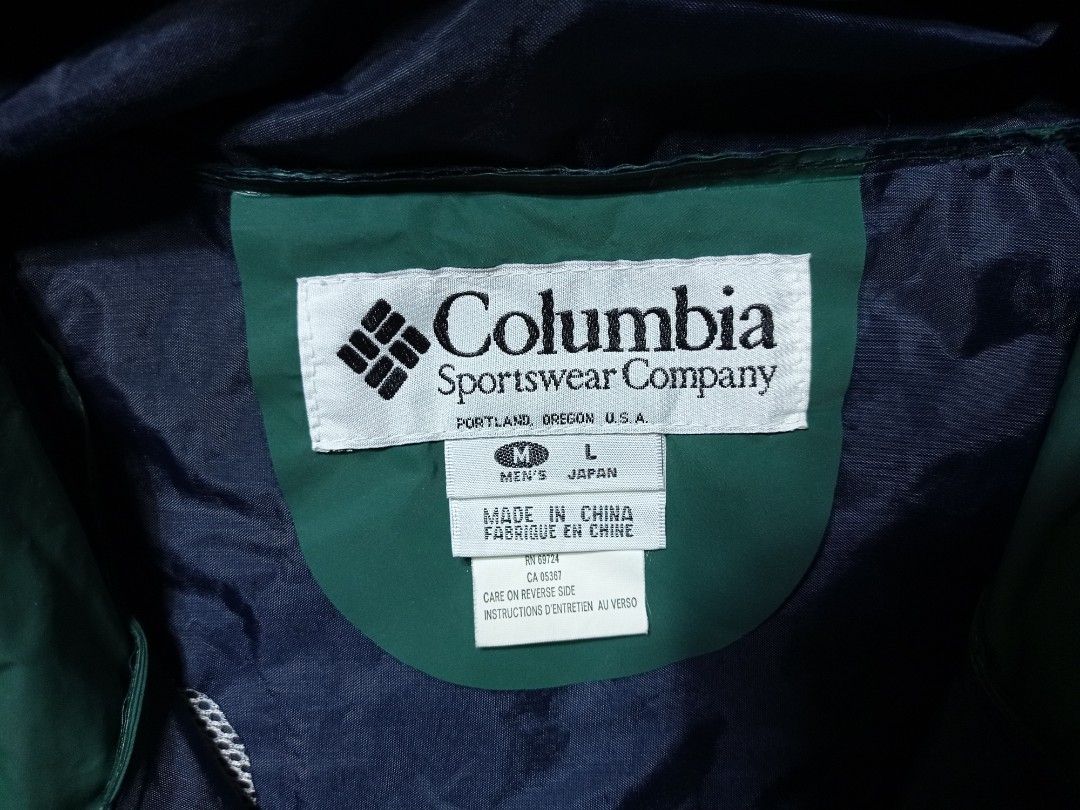 Columbia
Sportswear Company
PORTLAND, OREGON U.S.A.
M L
MEN'S JAPAN
MADE IN CHINA
FABRIQUE EN CHINE
RN 69724
CA 05367
CARE ON REVERSE SIDE
INSTRUCTIONS D'ENTRETIEN AU VERSO